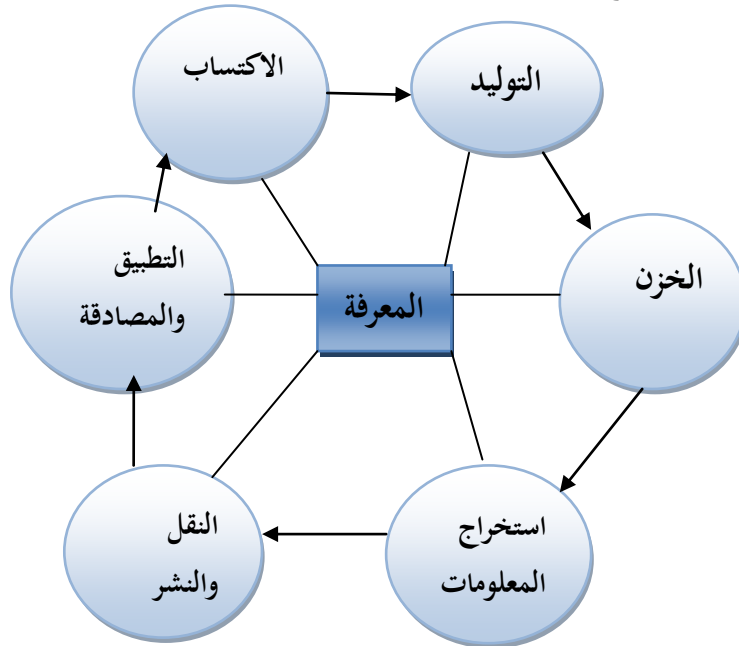 الاكتساب
التوليد
الخزن
المعرفة
التطبيق
والمصادقة
استخراج
المعلومات
النقل
والنشر